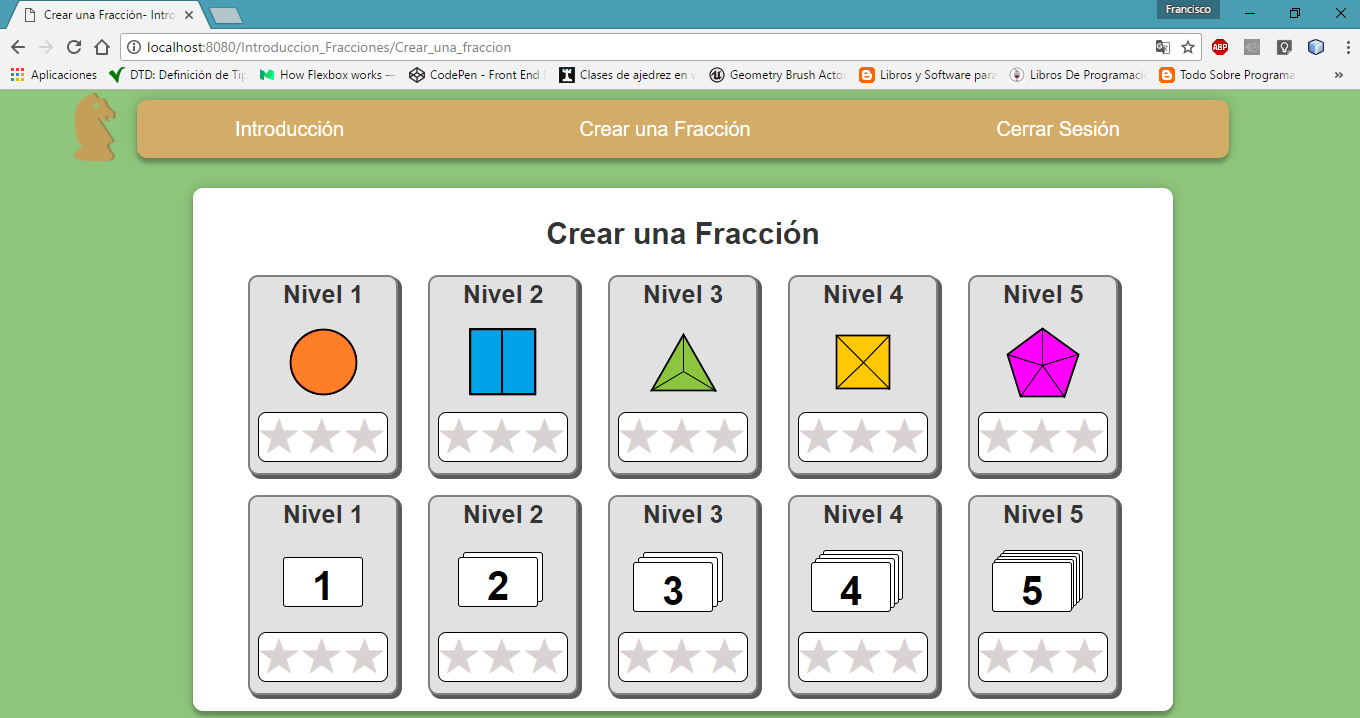 Crear una Fracción- Intro
Francisco
localhost:8080/Introduccion_Fracciones/Crear_una_fraccion
ABP
Aplicaciones DTD: Definición de Tip How Flexbox works — CodePen - Front End Clases de ajedrez en v Geometry Brush Actor Libros y Software para Libros De Programaci Todo Sobre Programa »
Introducción Crear una Fracción Cerrar Sesión
Crear una Fracción
Nivel 1 Nivel 2 Nivel 3 Nivel 4 Nivel 5
Nivel 1 Nivel 2 Nivel 3 Nivel 4 Nivel 5
1 2 3 4 5